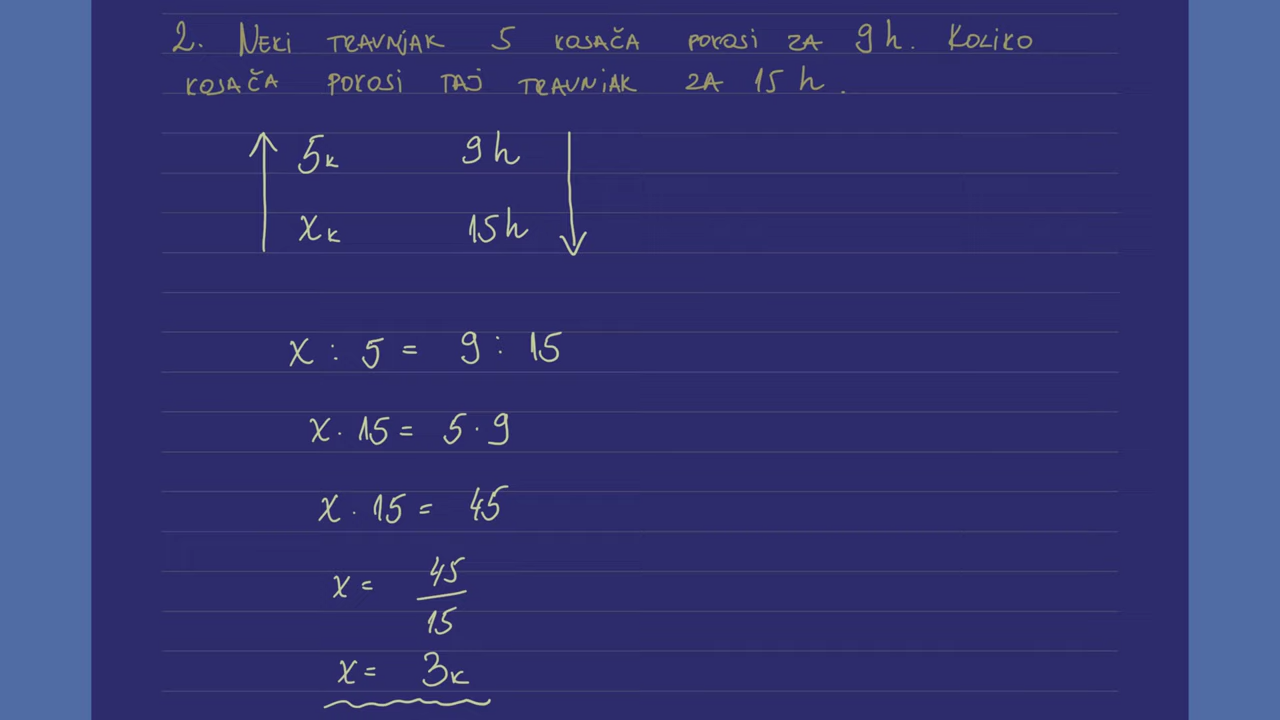 2. Neki travnjak 5 kosača pokosi za 9 h. Koliko
kosača pokosi taj travnjak za 15 h.
5k 9h
xk 15h
x : 5 = 9 : 15
x · 15 = 5 · 9
x · 15 = 45
x = 45/15
x = 3k